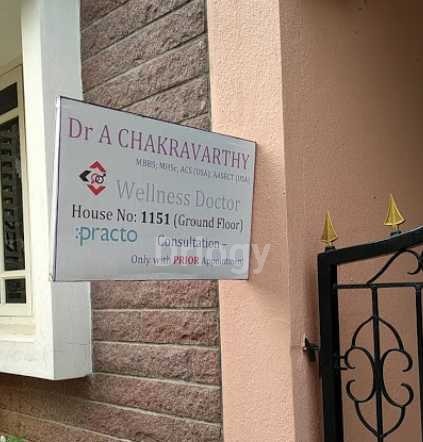 Dr A CHAKRAVARTHY
MBBS; MHSc, ACS (USA); AASECT (USA)
Wellness Doctor
House No: 1151 (Ground Floor)
:practo
Consultation -
Only with PRIOR Appointment